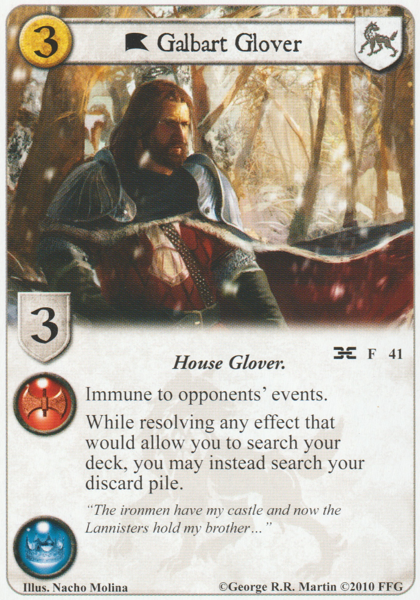 3
Galbart Glover
3
House Glover.
F 41
Immune to opponents' events.
While resolving any effect that
would allow you to search your
deck, you may instead search your
discard pile.
“The ironmen have my castle and now the
Lannisters hold my brother…”
Illus. Nacho Molina
©George R.R. Martin ©2010 FFG